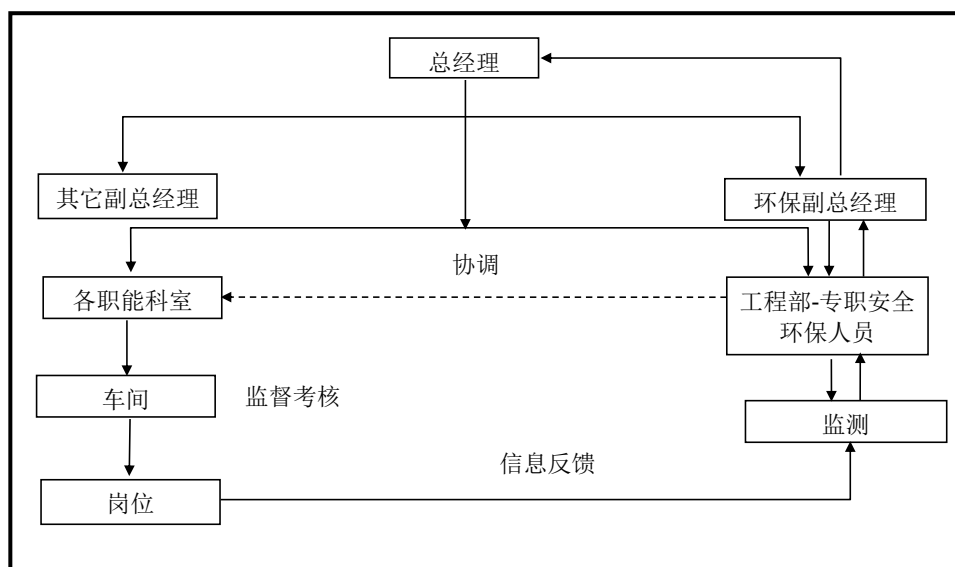 总经理
其它副总经理
环保副总经理
协调
各职能科室
工程部-专职安全
环保人员
车间
监督考核
监测
信息反馈
岗位